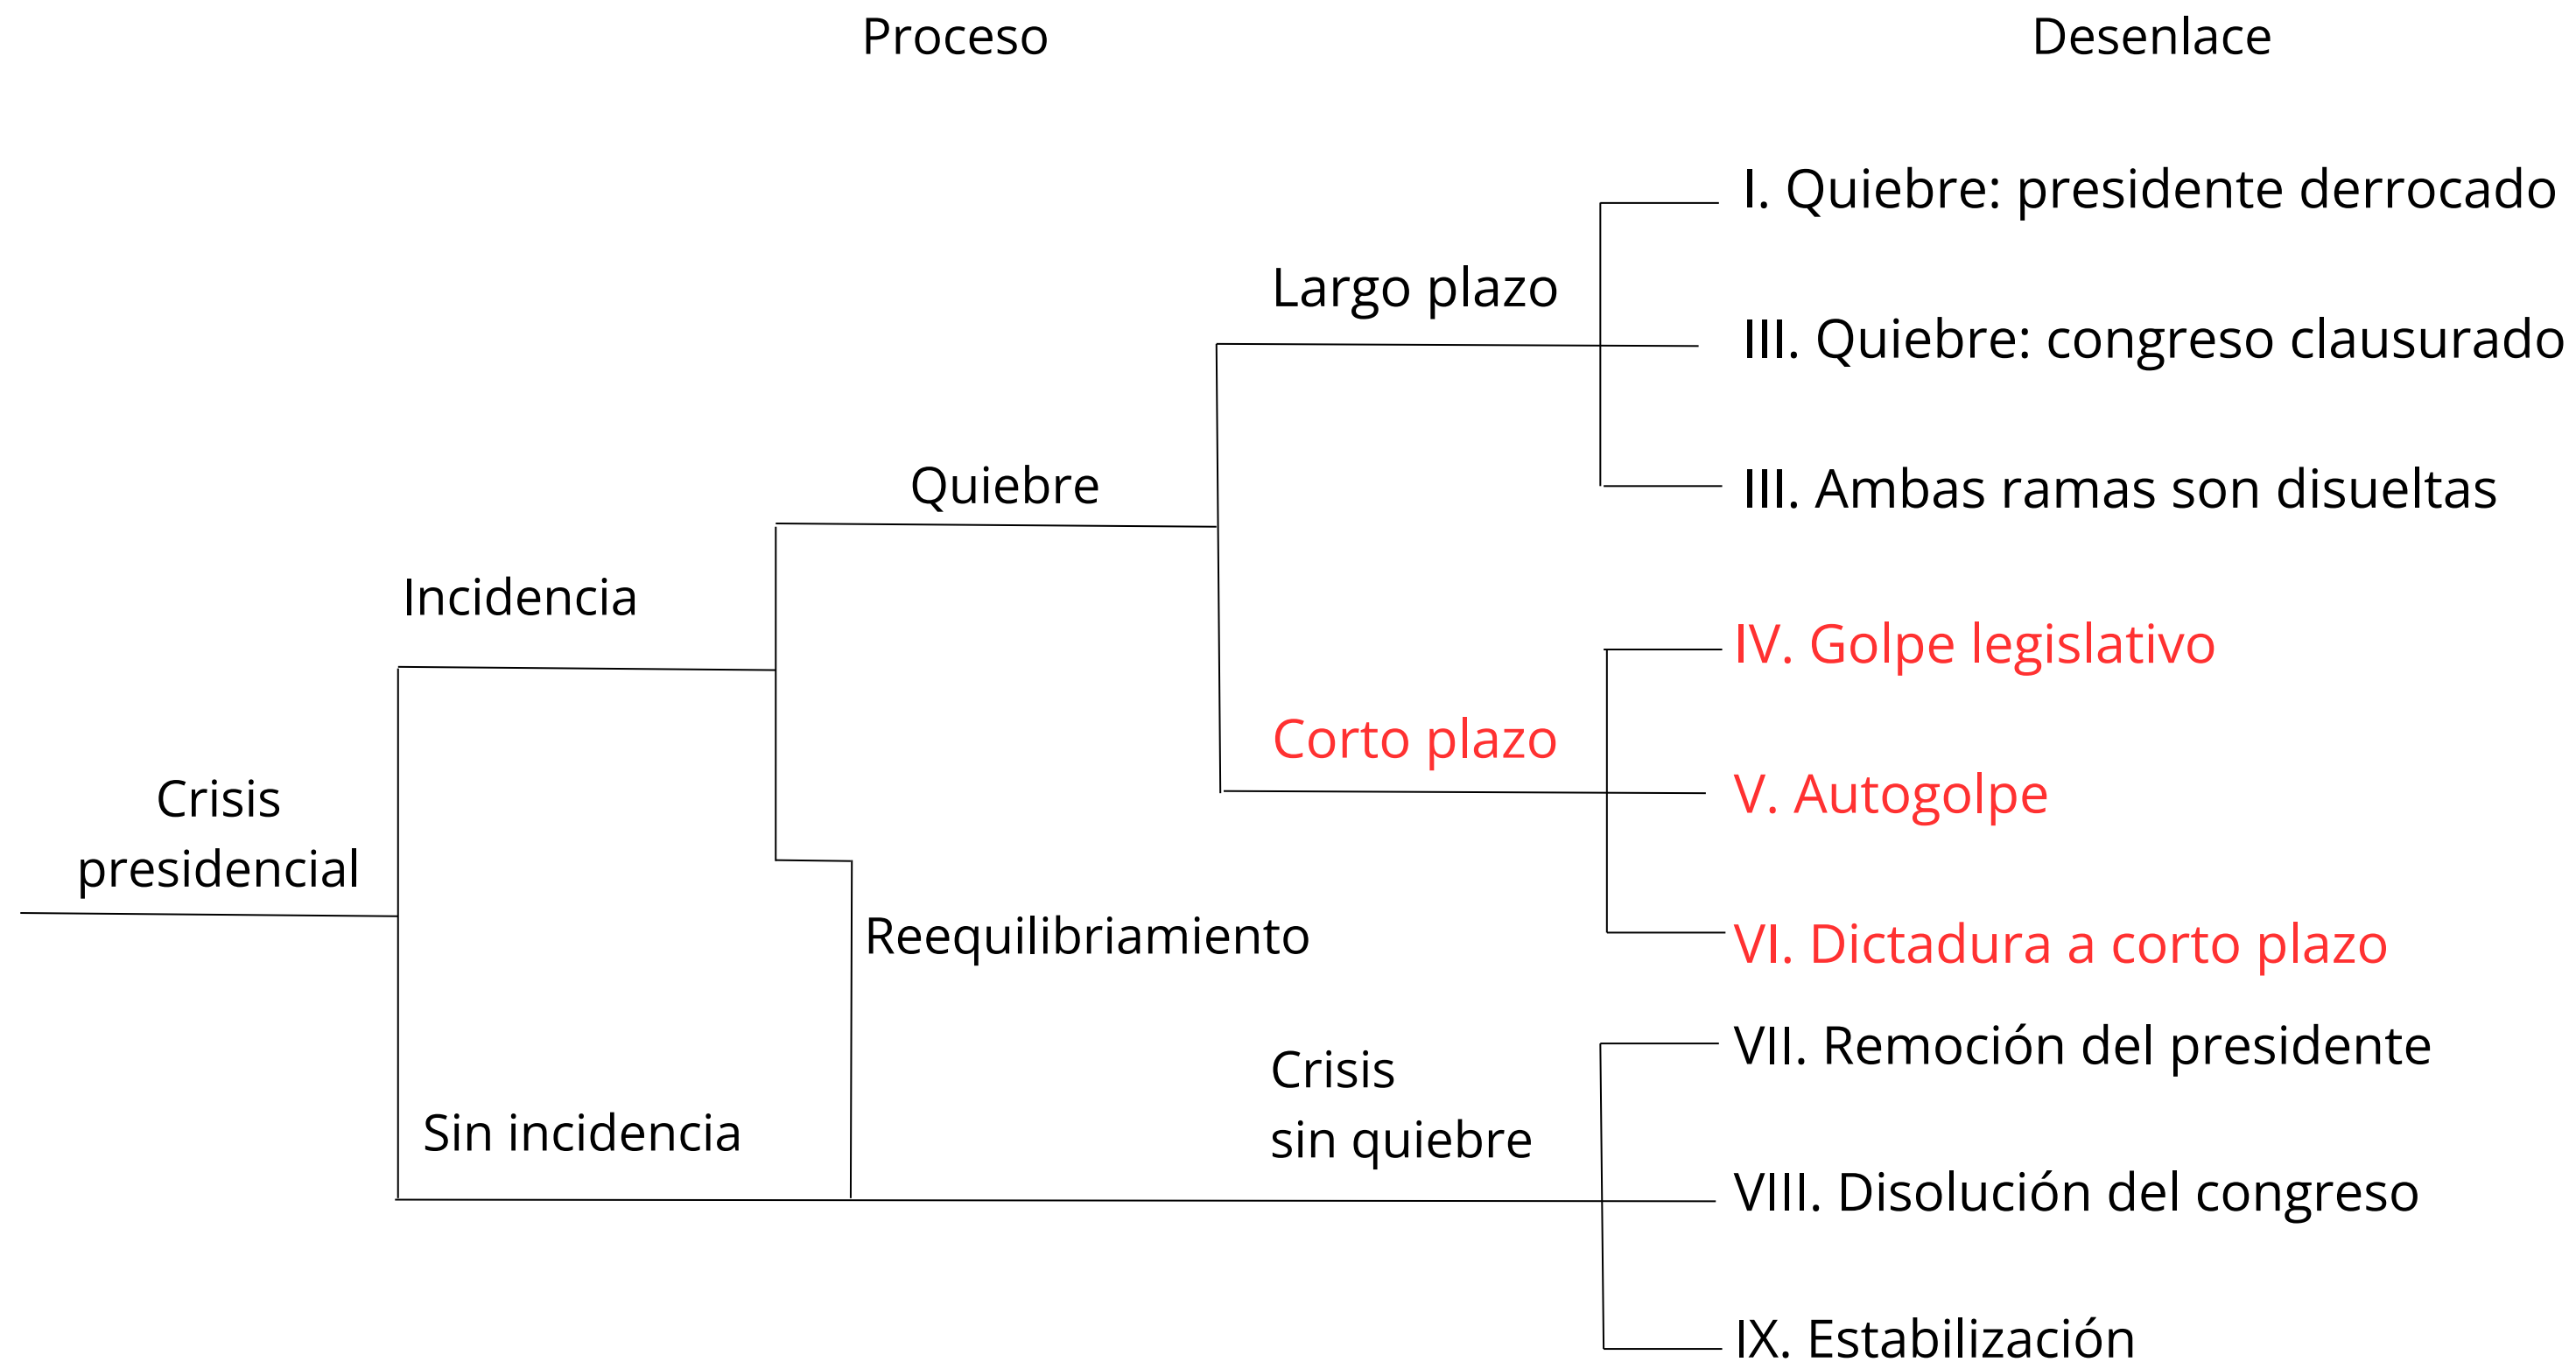 Proceso
Desenlace
I. Quiebre: presidente derrocado
Largo plazo
III. Quiebre: congreso clausurado
Quiebre
III. Ambas ramas son disueltas
Incidencia
IV. Golpe legislativo
Corto plazo
Crisis
presidencial
V. Autogolpe
Reequilibriamiento
VI. Dictadura a corto plazo
VII. Remoción del presidente
Crisis
sin quiebre
Sin incidencia
VIII. Disolución del congreso
IX. Estabilización